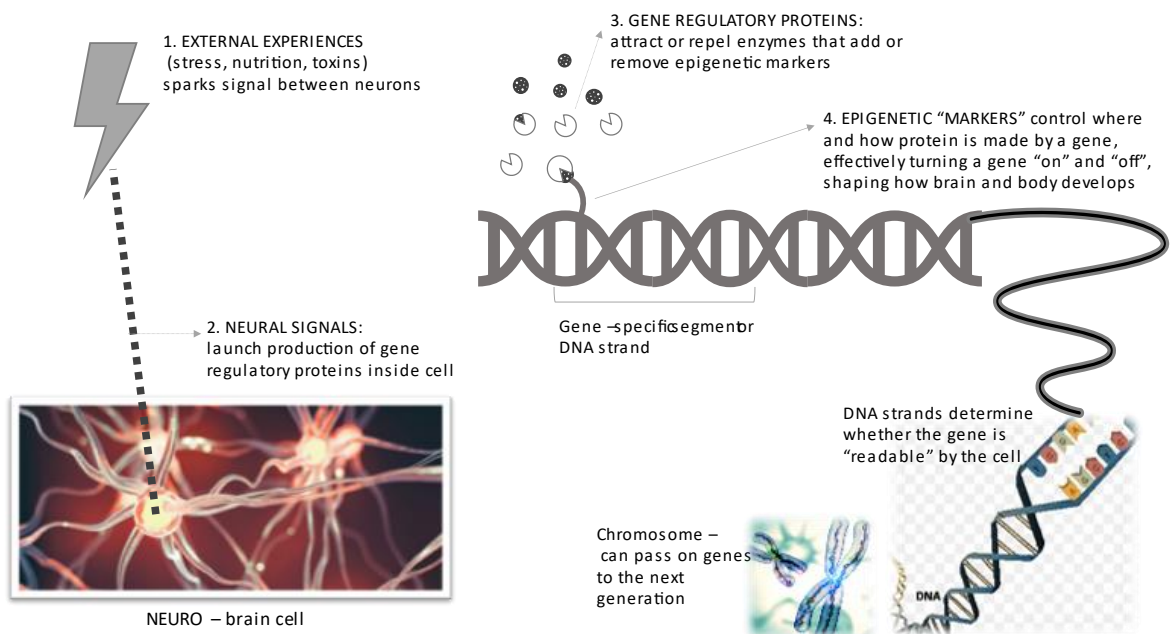 1. EXTERNAL EXPERIENCES
(stress, nutrition, toxins)
sparks signal between neurons
2. NEURAL SIGNALS:
launch production of gene
regulatory proteins inside cell
NEURO – brain cell
3. GENE REGULATORY PROTEINS:
attract or repel enzymes that add or
remove epigenetic markers
4. EPIGENETIC “MARKERS” control where
and how protein is made by a gene,
effectively turning a gene “on” and “off”,
shaping how brain and body develops
Gene –specific segment or
DNA strand
DNA strands determine
whether the gene is
“readable” by the cell
Chromosome –
can pass on genes
to the next
generation
DNA